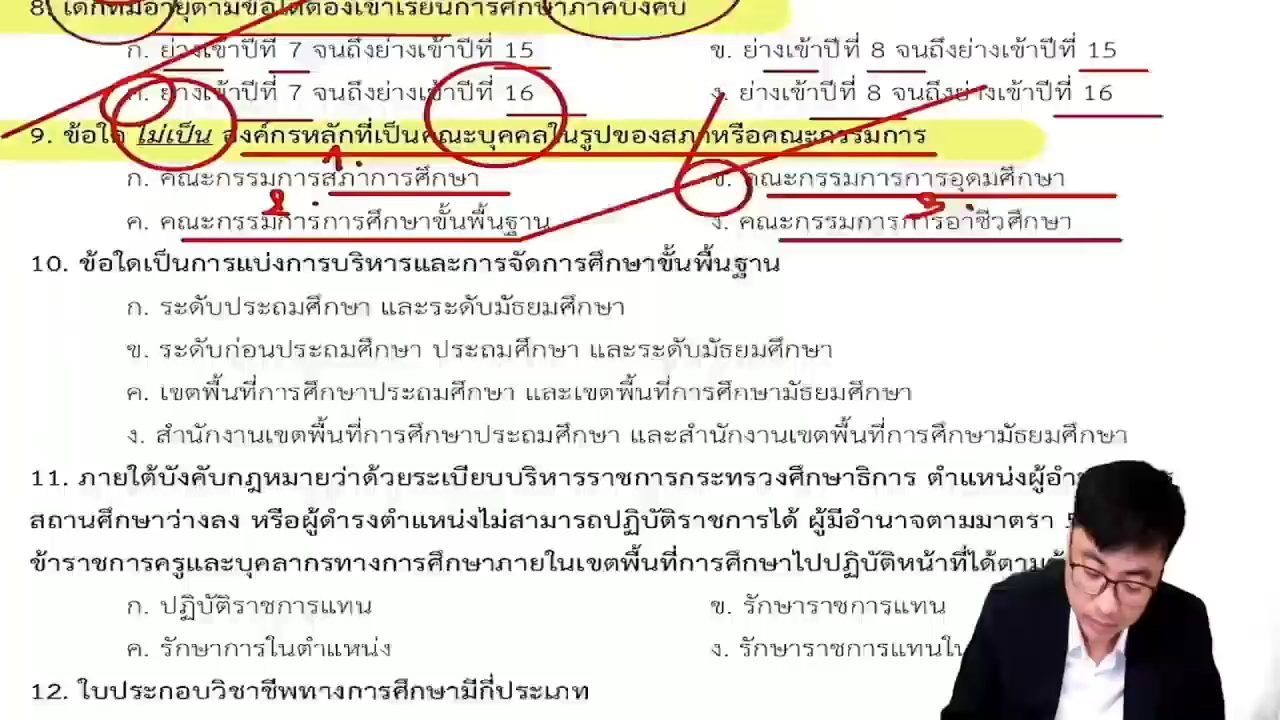 8. เด็กที่มีอายุตามข้อใดต้องเข้าเรียนการศึกษาภาคบังคับ
ก. ย่างเข้าปีที่ 7 จนถึงย่างเข้าปีที่ 15 ข. ย่างเข้าปีที่ 8 จนถึงย่างเข้าปีที่ 15
ค. ย่างเข้าปีที่ 7 จนถึงย่างเข้าปีที่ 16 ง. ย่างเข้าปีที่ 8 จนถึงย่างเข้าปีที่ 16
9. ข้อใด ไม่เป็น องค์กรหลักที่เป็นคณะบุคคลในรูปของสภาหรือคณะกรรมการ
1.
ก. คณะกรรมการสภาการศึกษา ข. คณะกรรมการการอุดมศึกษา
2. 3.
ค. คณะกรรมการการศึกษาขั้นพื้นฐาน ง. คณะกรรมการการอาชีวศึกษา
10. ข้อใดเป็นการแบ่งการบริหารและการจัดการศึกษาขั้นพื้นฐาน
ก. ระดับประถมศึกษา และระดับมัธยมศึกษา
ข. ระดับก่อนประถมศึกษา ประถมศึกษา และระดับมัธยมศึกษา
ค. เขตพื้นที่การศึกษาประถมศึกษา และเขตพื้นที่การศึกษามัธยมศึกษา
ง. สำนักงานเขตพื้นที่การศึกษาประถมศึกษา และสำนักงานเขตพื้นที่การศึกษามัธยมศึกษา
11. ภายใต้บังคับกฎหมายว่าด้วยระเบียบบริหารราชการกระทรวงศึกษาธิการ
สถานศึกษาว่างลง หรือผู้ดำรงตำแหน่งไม่สามารถปฏิบัติราชการได้ ผู้มีอำนาจตามมาตรา
ข้าราชการครูและบุคลากรทางการศึกษาภายในเขตพื้นที่การศึกษาไปปฏิบัติหน้าที่ได้ตาม
ก. ปฏิบัติราชการแทน ข. รักษาราชการแทน
ค. รักษาการในตำแหน่ง ง. รักษาราชการแทนใน
12. ใบประกอบวิชาชีพทางการศึกษามีกี่ประเภท